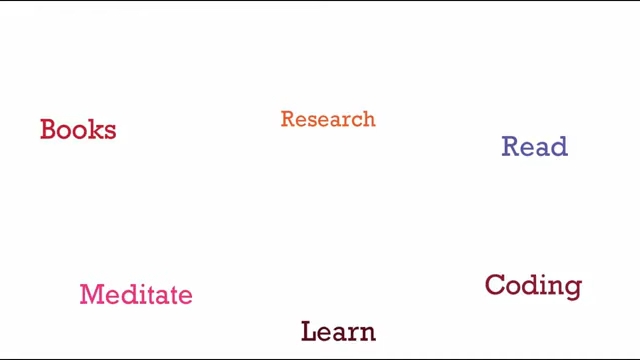 Books
Research
Read
Meditate
Coding
Learn